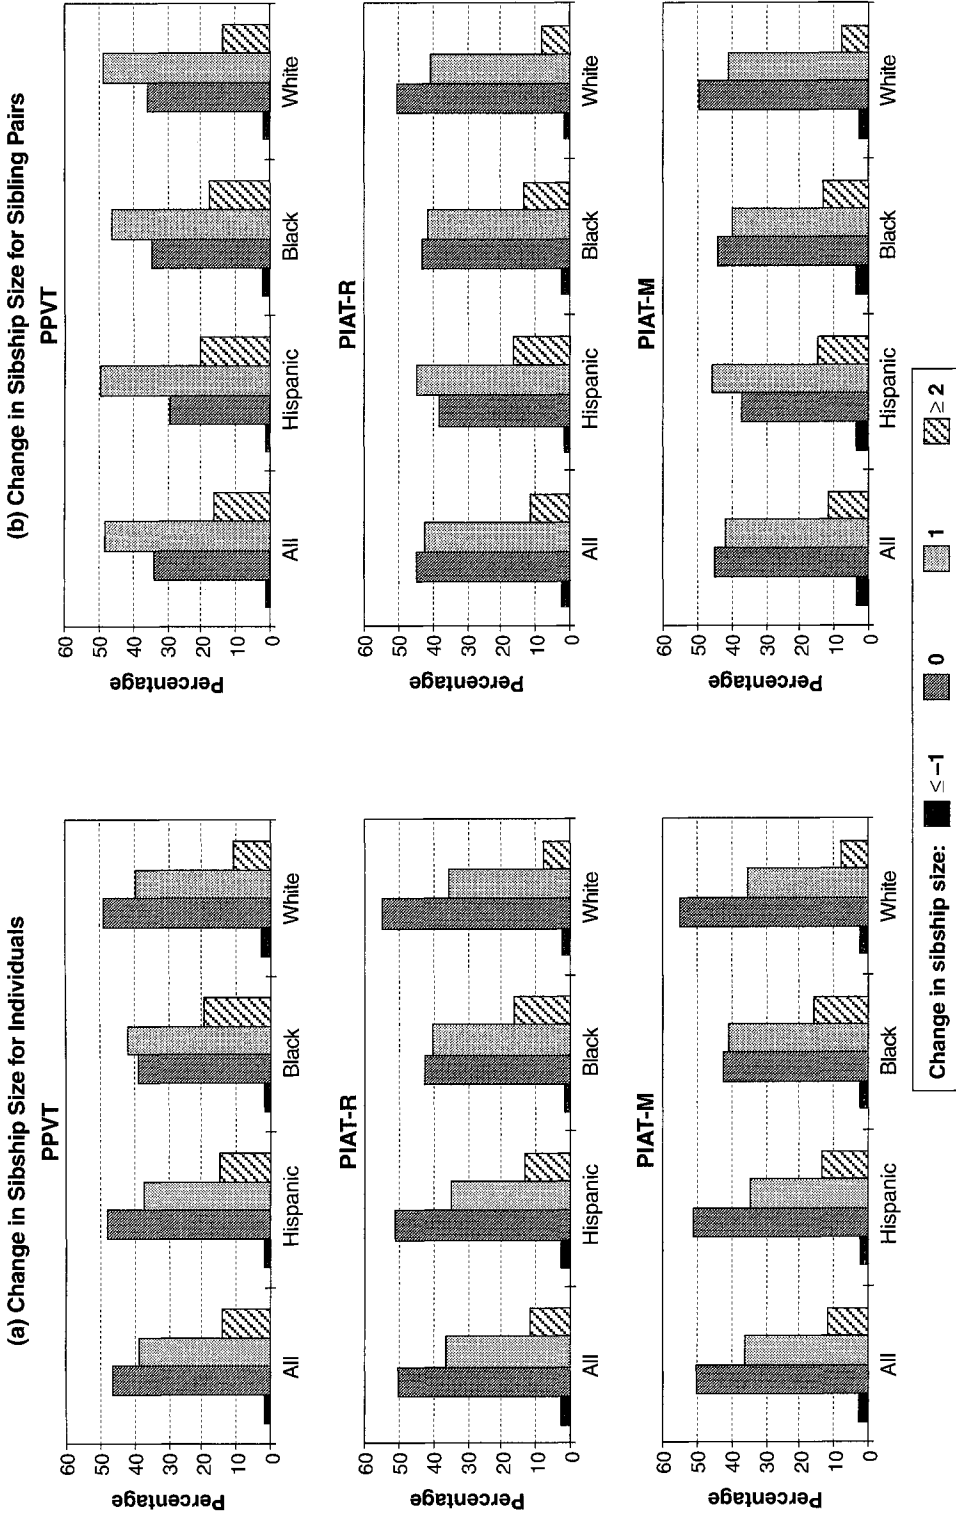 (a) Change in Sibship Size for Individuals
PPVT
Percentage
60
50
40
30
20
10
0
All Hispanic Black White
PIAT-R
Percentage
60
50
40
30
20
10
0
All Hispanic Black White
PIAT-M
Percentage
60
50
40
30
20
10
0
All Hispanic Black White
(b) Change in Sibship Size for Sibling Pairs
PPVT
Percentage
60
50
40
30
20
10
0
All Hispanic Black White
PIAT-R
Percentage
60
50
40
30
20
10
0
All Hispanic Black White
PIAT-M
Percentage
60
50
40
30
20
10
0
All Hispanic Black White
Change in sibship size: ≤ −1 0 1 ≥ 2